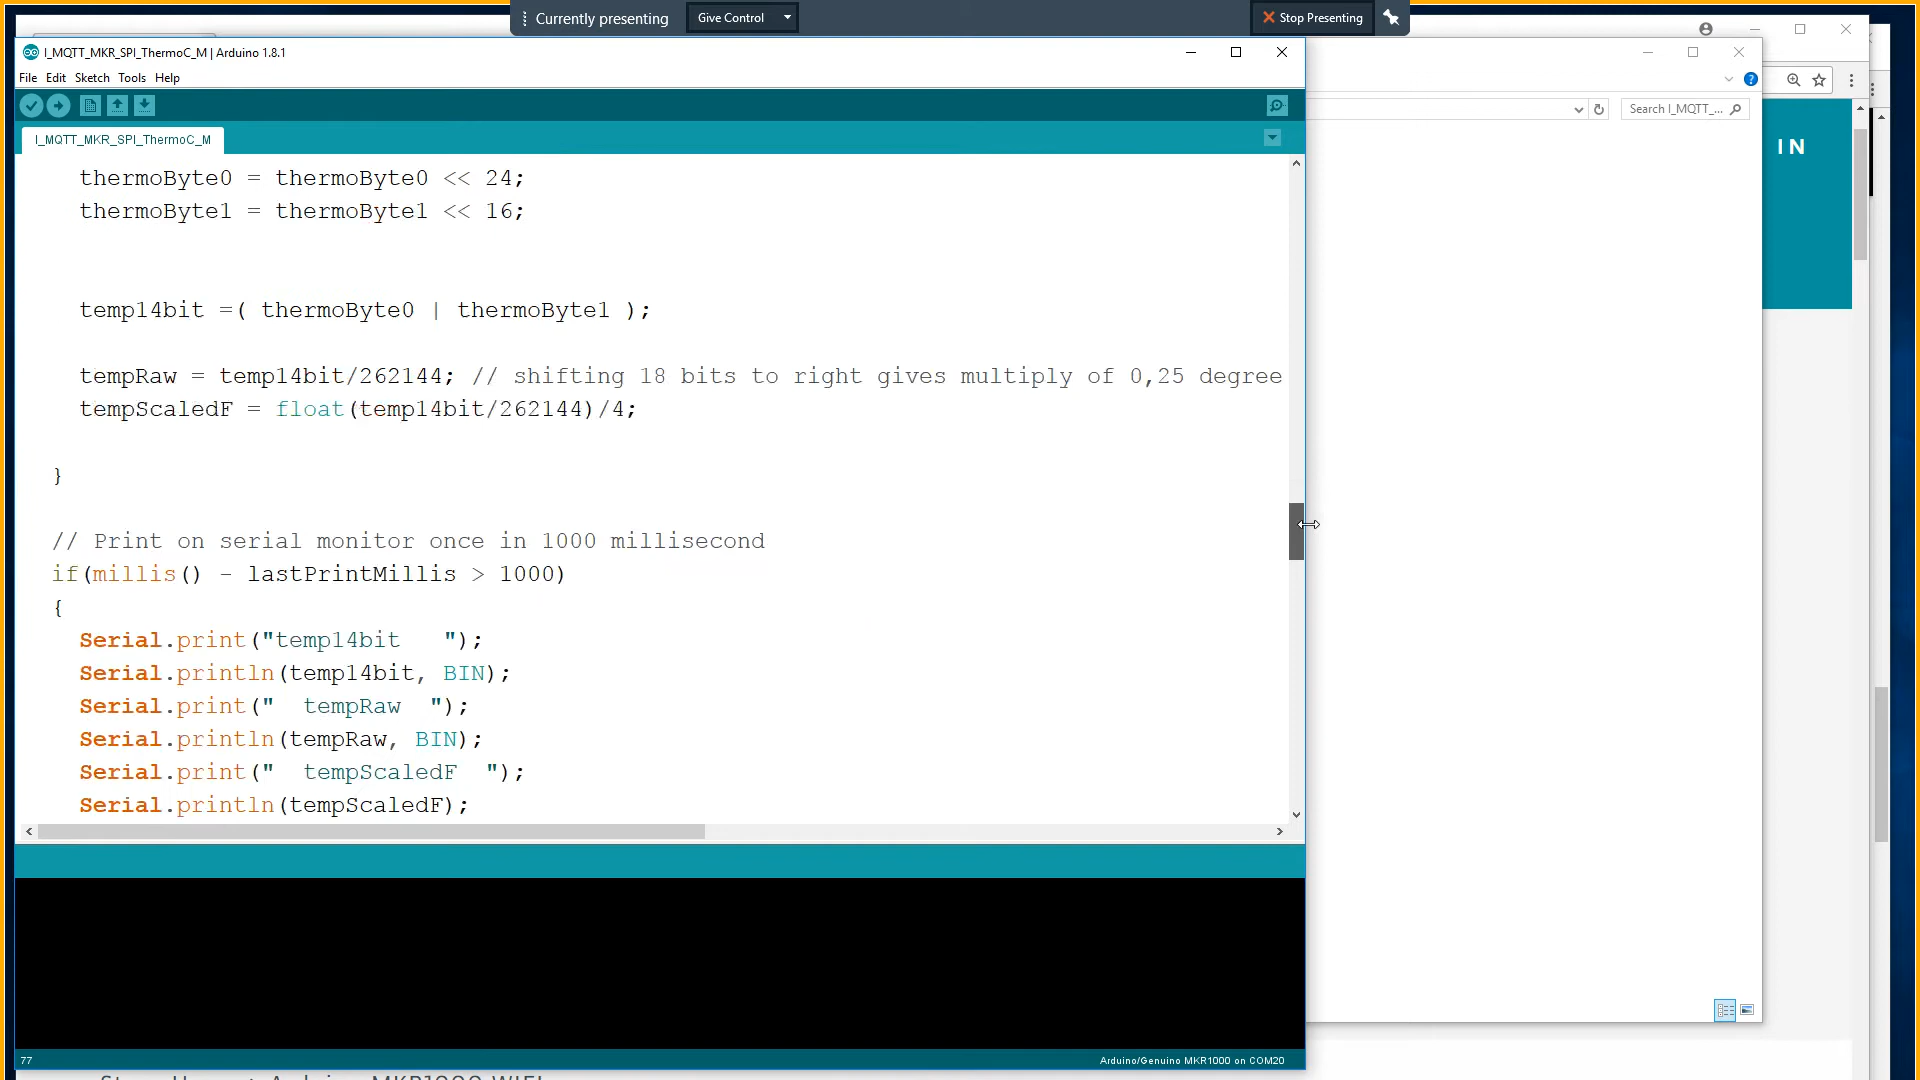 Currently presenting
Give Control
Stop Presenting
I_MQTT_MKR_SPI_ThermoC_M | Arduino 1.8.1
File Edit Sketch Tools Help
Search I_MQTT_...
I_MQTT_MKR_SPI_ThermoC_M
IN
thermoByte0 = thermoByte0 << 24;
thermoByte1 = thermoByte1 << 16;
temp14bit =( thermoByte0 | thermoByte1 );
tempRaw = temp14bit/262144; // shifting 18 bits to right gives multiply of 0,25 degree
tempScaledF = float(temp14bit/262144)/4;
}
// Print on serial monitor once in 1000 millisecond
if(millis() - lastPrintMillis > 1000)
{
Serial.print("temp14bit   ");
Serial.println(temp14bit, BIN);
Serial.print("  tempRaw  ");
Serial.println(tempRaw, BIN);
Serial.print("  tempScaledF  ");
Serial.println(tempScaledF);
77
Arduino/Genuino MKR1000 on COM20